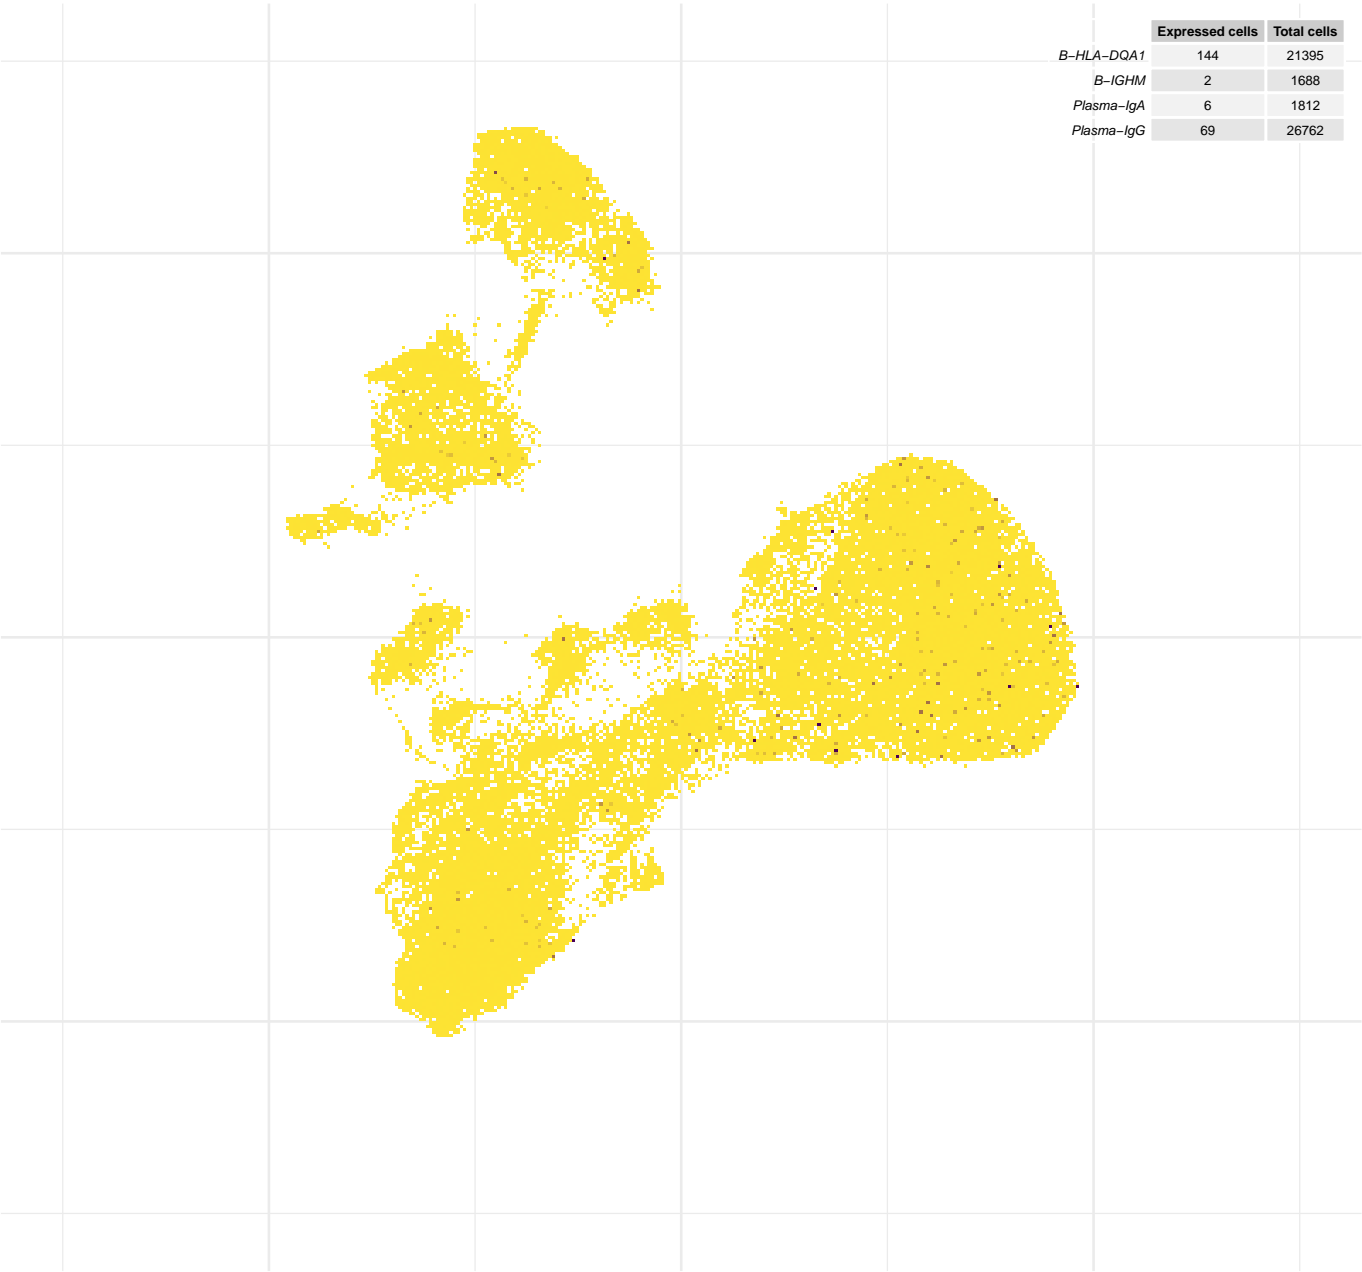 Expressed cells Total cells
B−HLA−DQA1 144 21395
B−IGHM 2 1688
Plasma−IgA 6 1812
Plasma−IgG 69 26762